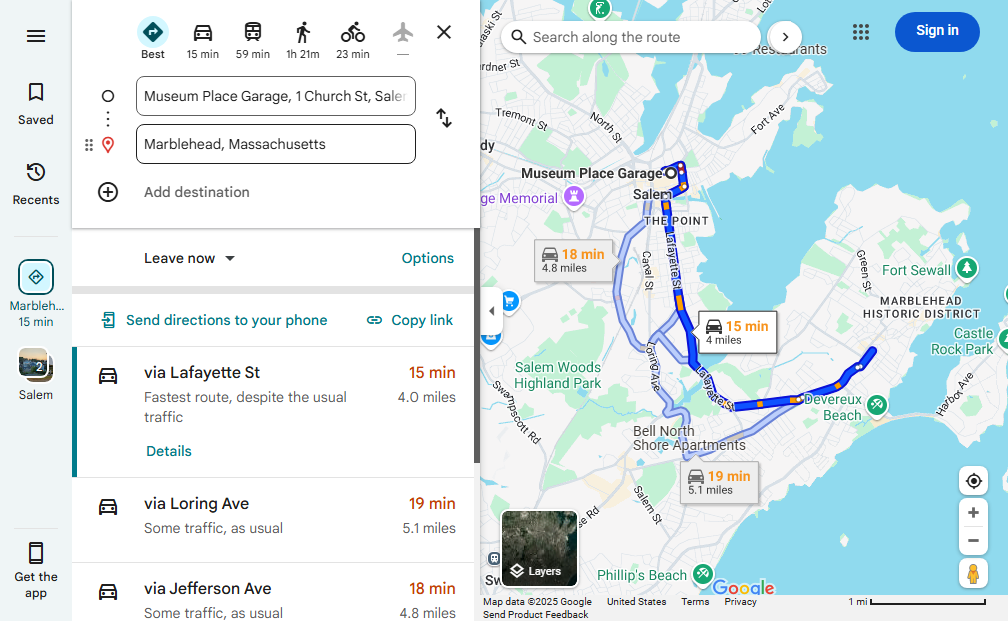 Best
15 min
59 min
1 h 21m
23 min
—
Museum Place Garage, 1 Church St, Saler
Marblehead, Massachusetts
Add destination
Saved
Recents
Marbleh...
15 min
2
Salem
Get the
app
Leave now
Options
Send directions to your phone
Copy link
via Lafayette St
15 min
Fastest route, despite the usual
traffic
4.0 miles
Details
via Loring Ave
19 min
Some traffic, as usual
5.1 miles
via Jefferson Ave
18 min
Some traffic, as usual
4.8 miles
Search along the route
Restaurants
Sign in
Tremont St
North St
Fort Ave
Museum Place Garage
Salem
Memorial
THE POINT
18 min
4.8 miles
Canal St
Lafayette St
15 min
4 miles
Green St
Fort Sewall
MARBLEHEAD
HISTORIC DISTRICT
Castle
Rock Park
Salem Woods
Highland Park
Loring Ave
Lafayette St
Swampscott Rd
Devereux
Beach
Harbor Ave
Bell North
Shore Apartments
19 min
5.1 miles
Salem St
Layers
Phillip's Beach
Google
Map data ©2025 Google
United States
Terms
Privacy
1 mi
Send Product Feedback